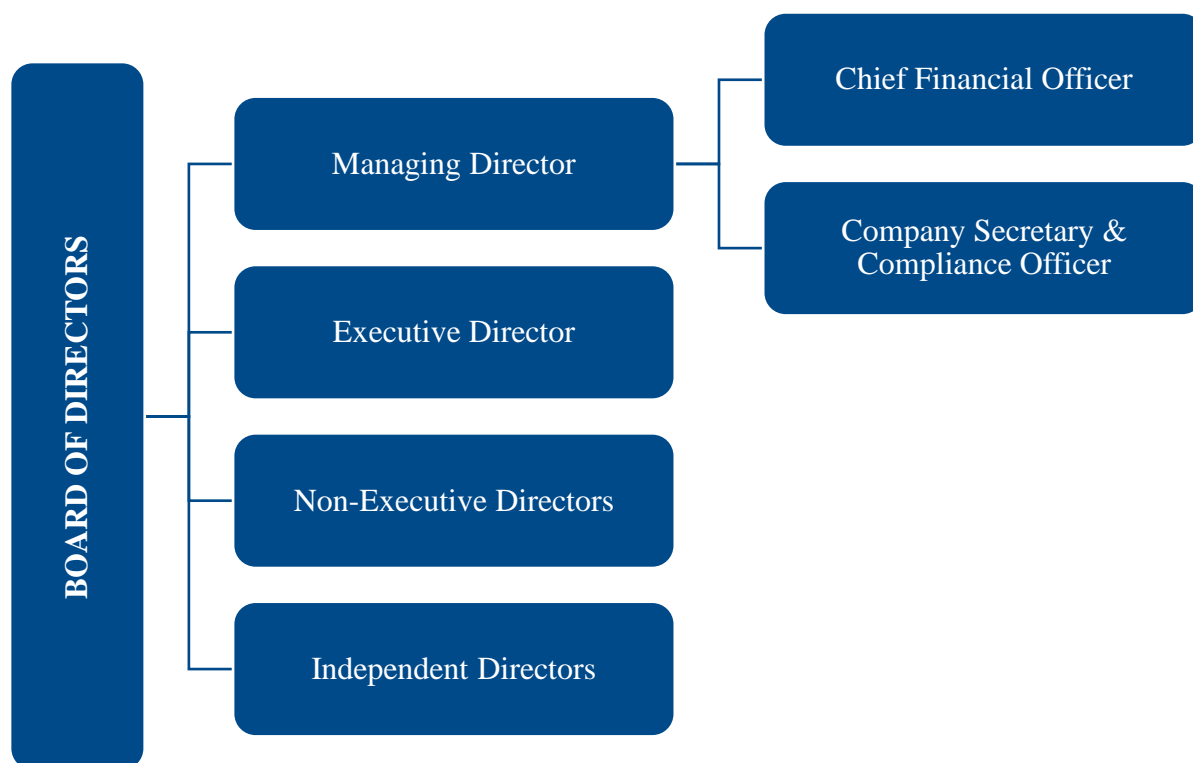 BOARD OF DIRECTORS
Managing Director
Chief Financial Officer
Company Secretary &
Compliance Officer
Executive Director
Non-Executive Directors
Independent Directors